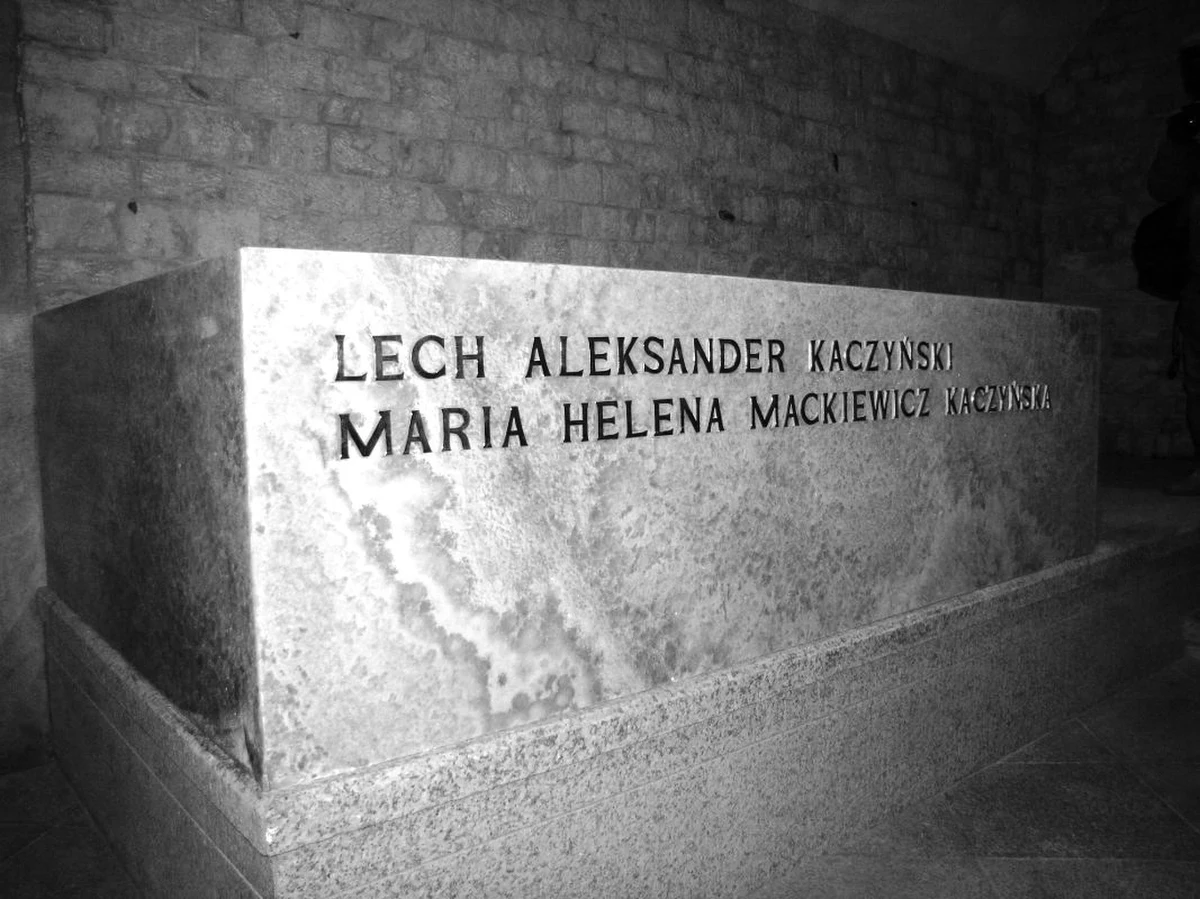 LECH ALEKSANDER KACZYŃSKI
MARIA HELENA MACKIEWICZ KACZYŃSKA